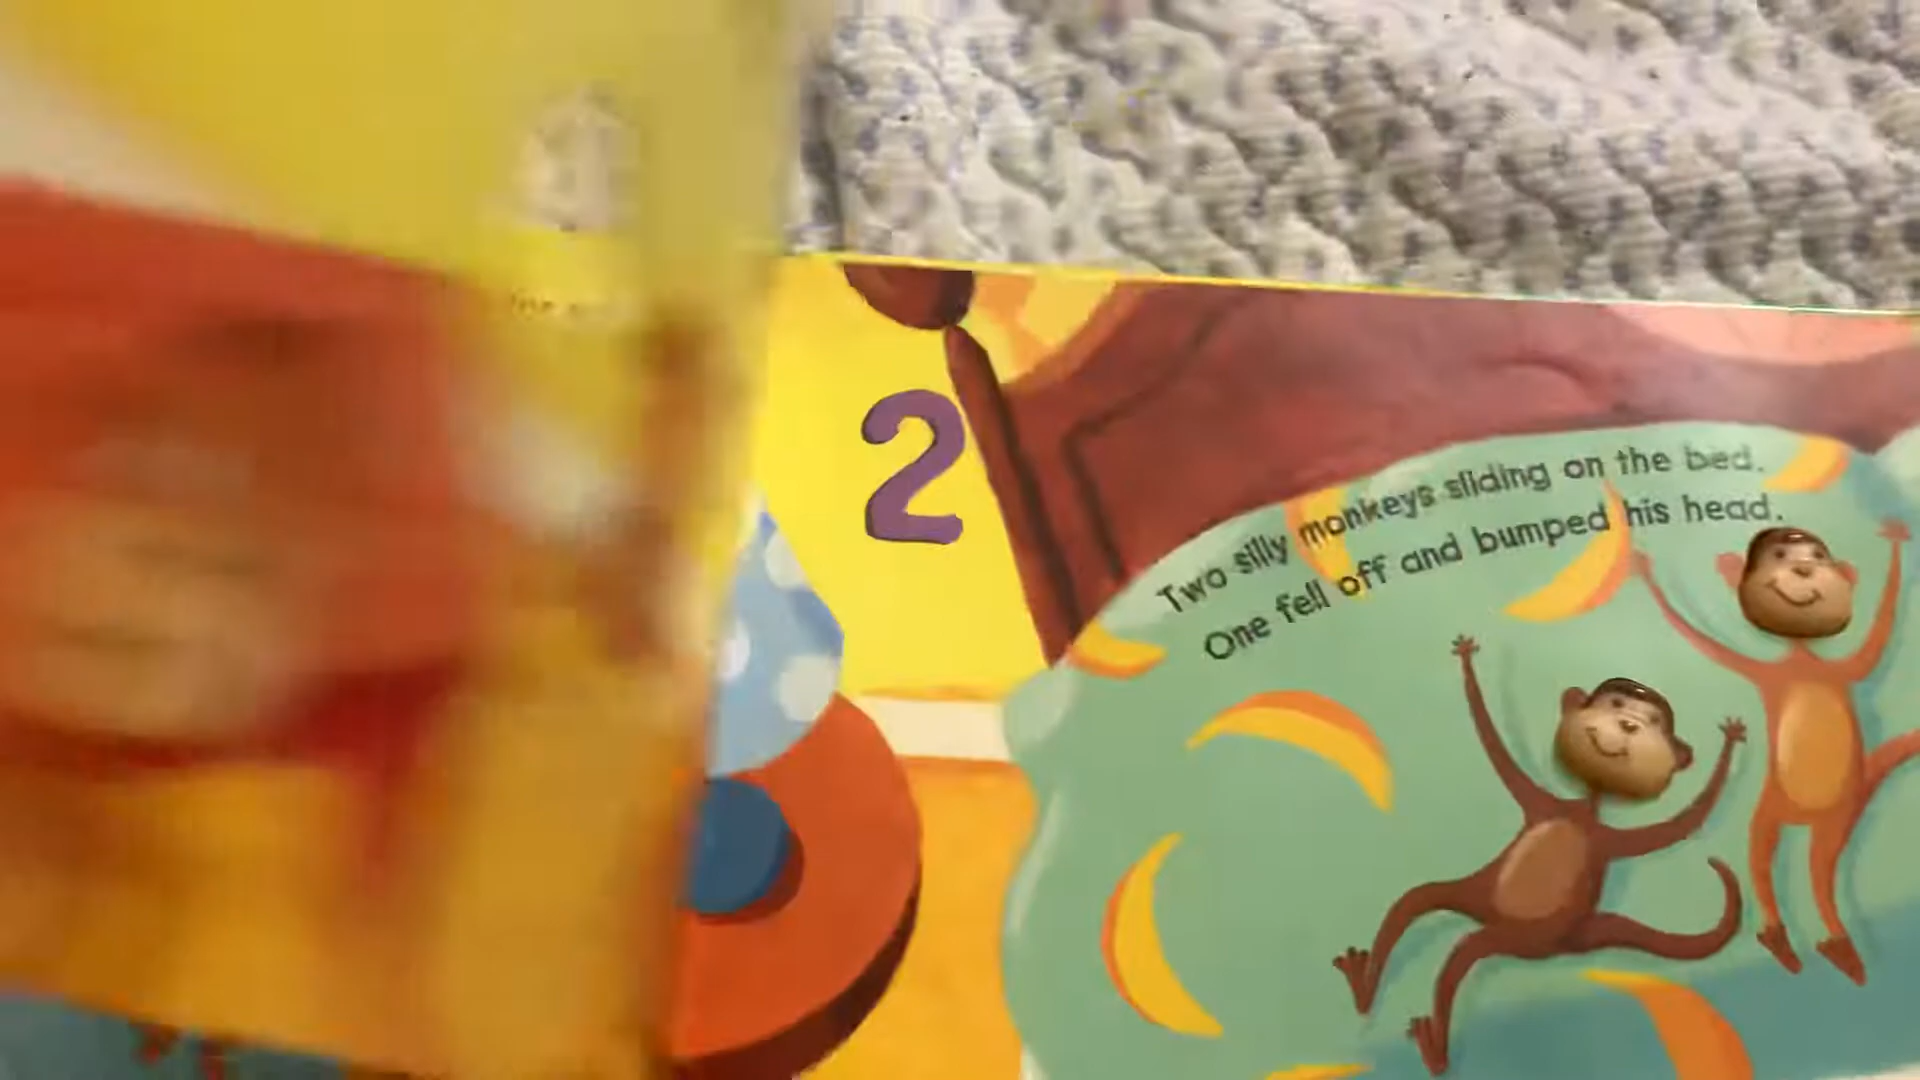 2
Two silly monkeys sliding on the bed.
One fell off and bumped his head.